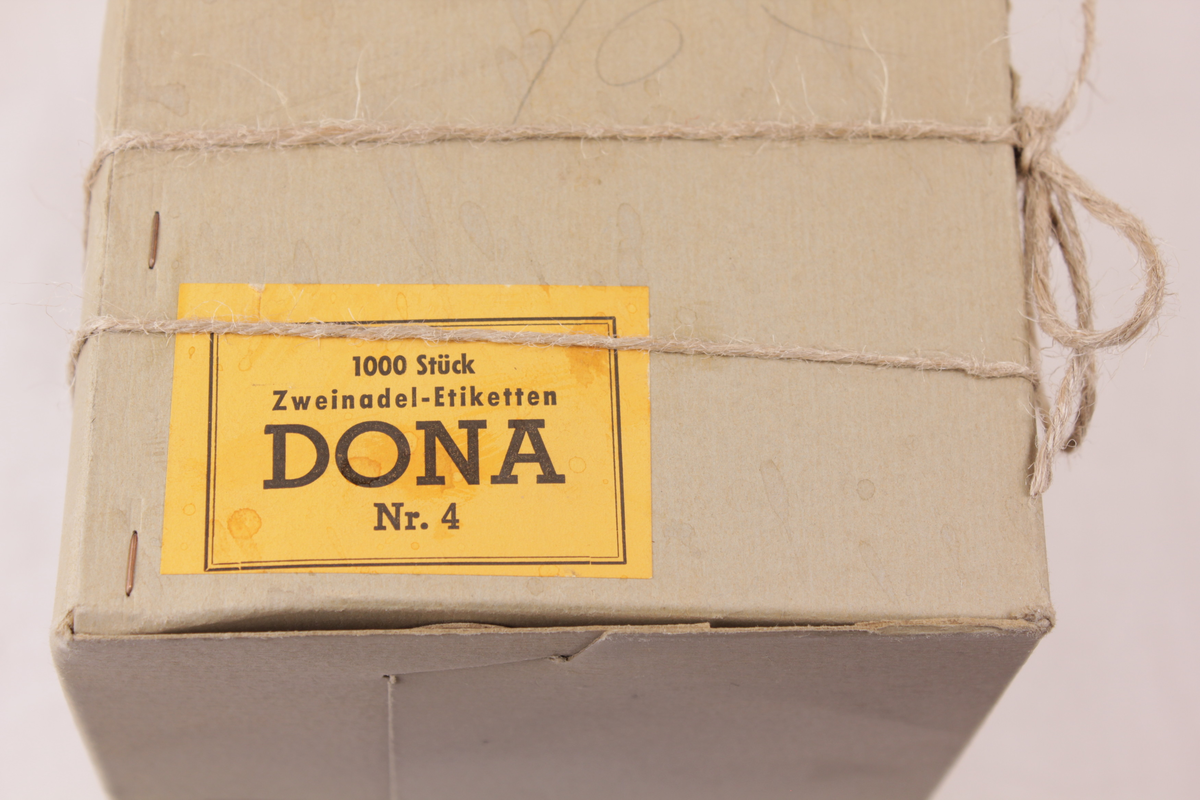 1000 Stück
Zweinadel-Etiketten
DONA
Nr. 4